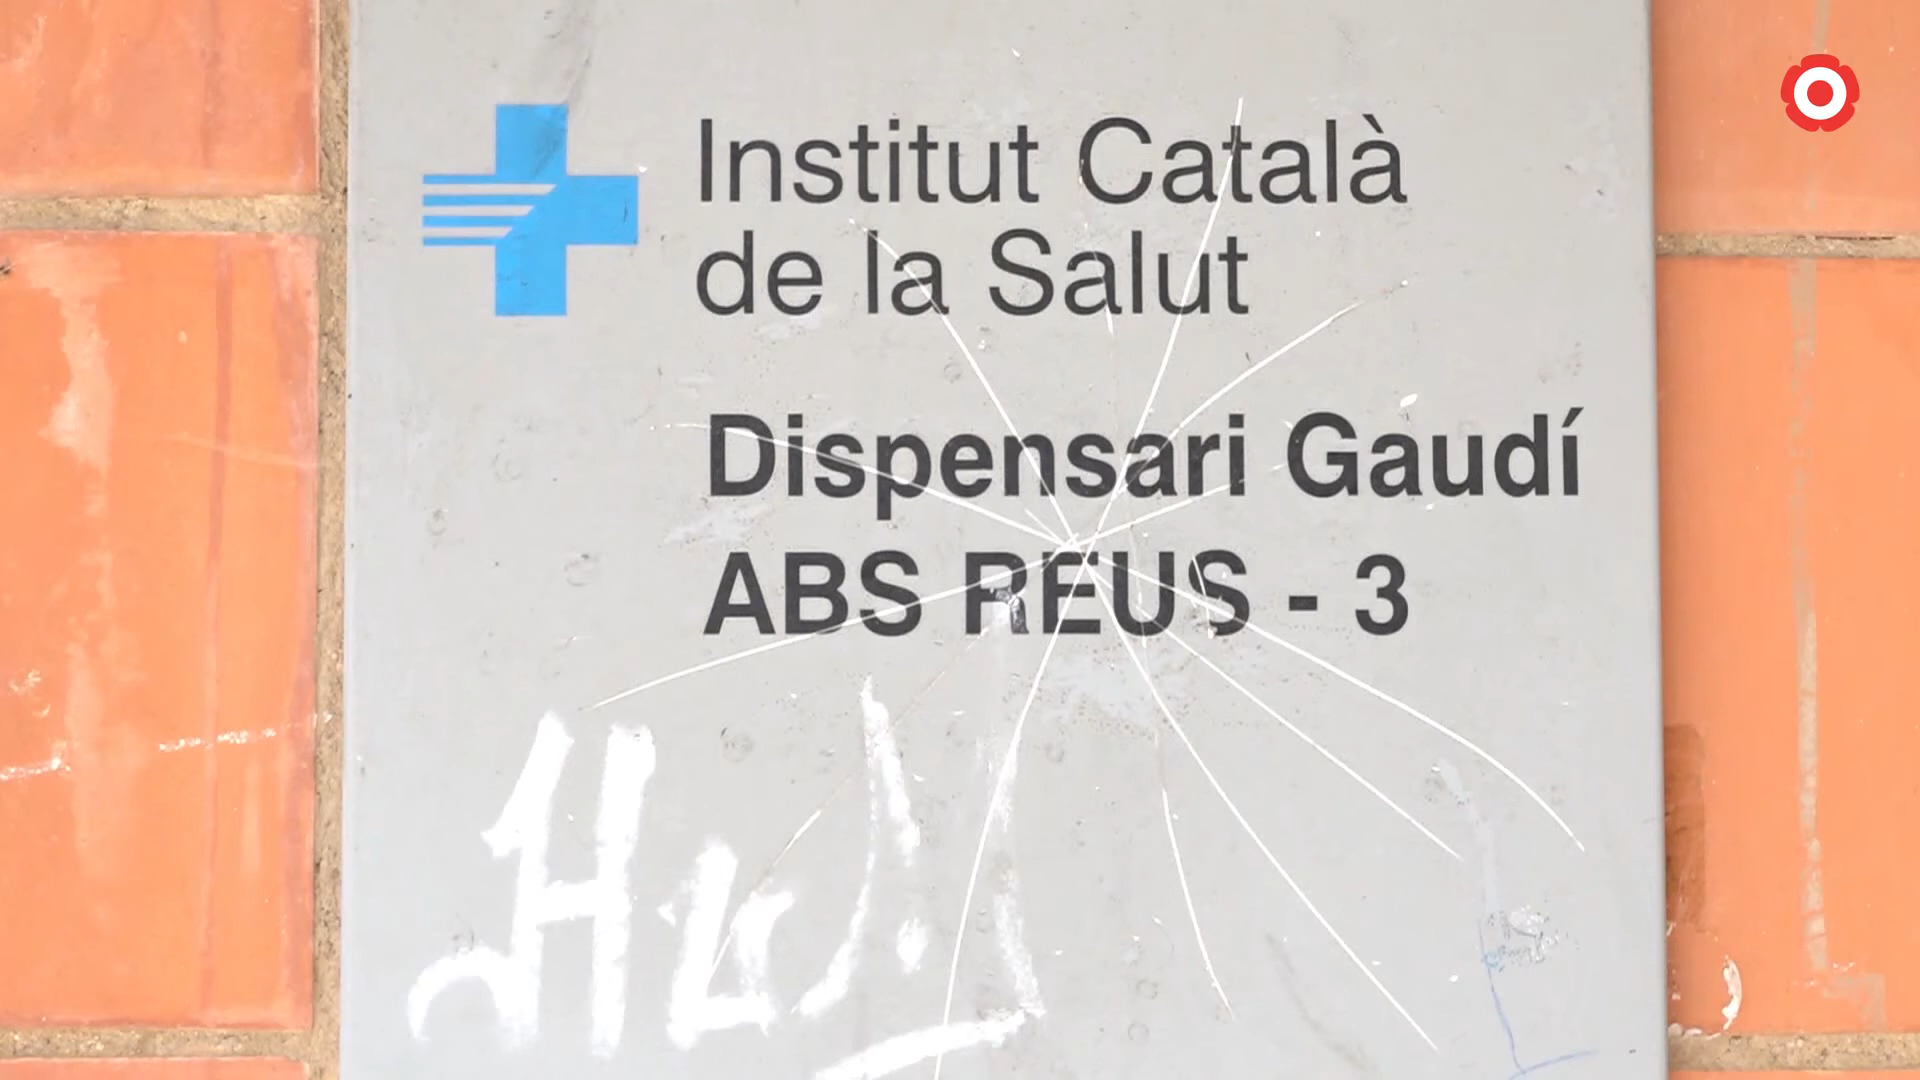 Institut Català
de la Salut
Dispensari Gaudí
ABS REUS - 3